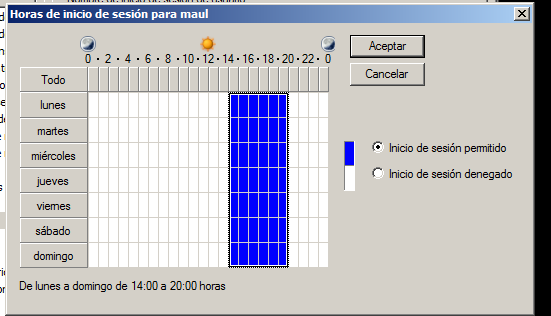 Horas de inicio de sesión para maul
Aceptar
Cancelar
0 · 2 · 4 · 6 · 8 · 10 · 12 · 14 · 16 · 18 · 20 · 22 · 0
Todo
lunes
martes
miércoles
jueves
viernes
sábado
domingo
Inicio de sesión permitido
Inicio de sesión denegado
De lunes a domingo de 14:00 a 20:00 horas